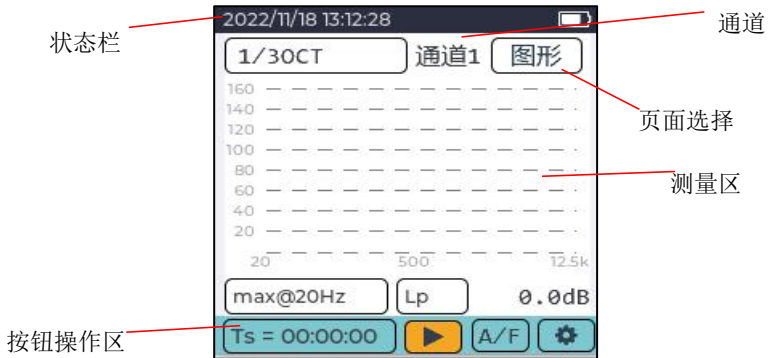 2022/11/18 13:12:28
通道
状态栏
1/3OCT 通道1 图形
160
140
120
页面选择
100
80
测量区
60
40
20
20 500 12.5k
max@20Hz Lp 0.0dB
按钮操作区
Ts = 00:00:00 A/F